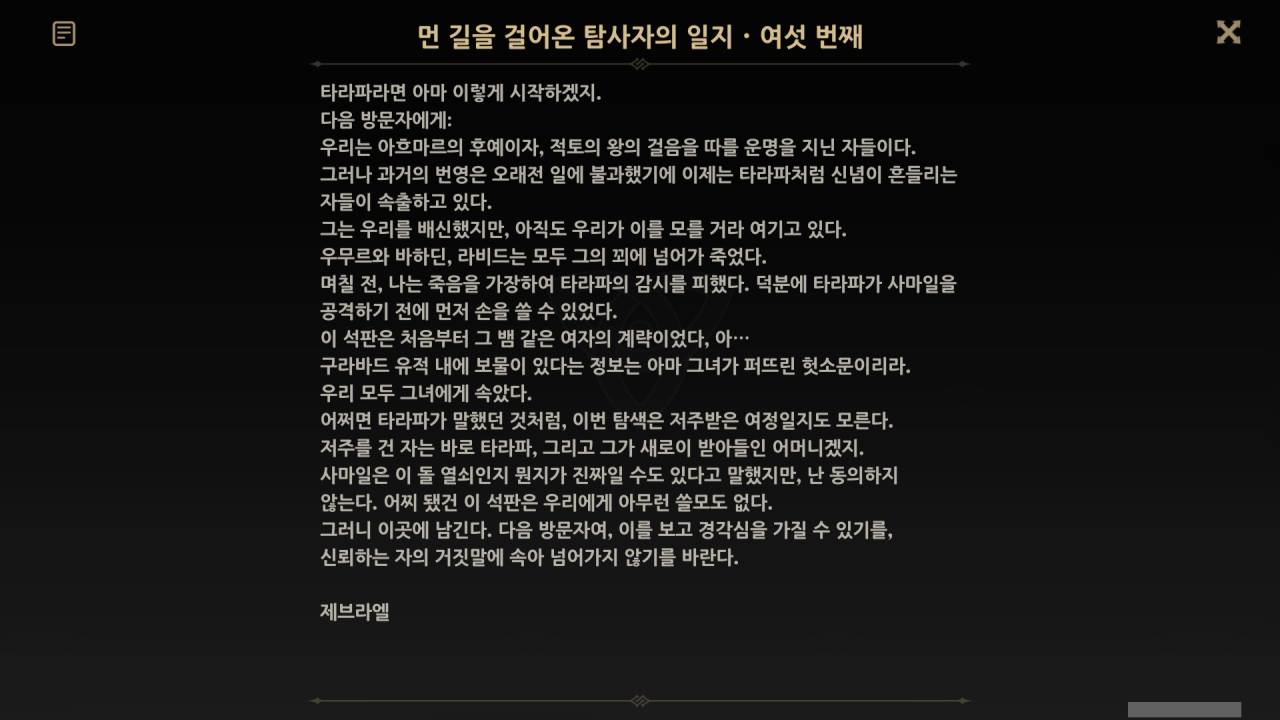 먼 길을 걸어온 탐사자의 일지 · 여섯 번째
타라파라면 아마 이렇게 시작하겠지.
다음 방문자에게:
우리는 아흐마르의 후예이자, 적토의 왕의 걸음을 따를 운명을 지닌 자들이다.
그러나 과거의 번영은 오래전 일에 불과했기에 이제는 타라파처럼 신념이 흔들리는
자들이 속출하고 있다.
그는 우리를 배신했지만, 아직도 우리가 이를 모를 거라 여기고 있다.
우무르와 바하딘, 라비드는 모두 그의 꾀에 넘어가 죽었다.
며칠 전, 나는 죽음을 가장하여 타라파의 감시를 피했다. 덕분에 타라파가 사마일을
공격하기 전에 먼저 손을 쓸 수 있었다.
이 석판은 처음부터 그 뱀 같은 여자의 계략이었다, 아…
구라바드 유적 내에 보물이 있다는 정보는 아마 그녀가 퍼뜨린 헛소문이리라.
우리 모두 그녀에게 속았다.
어쩌면 타라파가 말했던 것처럼, 이번 탐색은 저주받은 여정일지도 모른다.
저주를 건 자는 바로 타라파, 그리고 그가 새로이 받아들인 어머니겠지.
사마일은 이 돌 열쇠인지 뭔지가 진짜일 수도 있다고 말했지만, 난 동의하지
않는다. 어찌 됐건 이 석판은 우리에게 아무런 쓸모도 없다.
그러니 이곳에 남긴다. 다음 방문자여, 이를 보고 경각심을 가질 수 있기를,
신뢰하는 자의 거짓말에 속아 넘어가지 않기를 바란다.
제브라엘